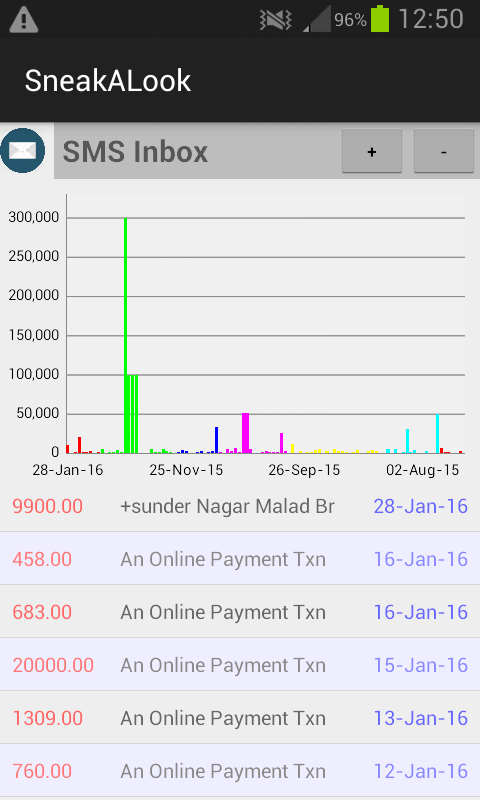 96% 12:50
SneakALook
SMS Inbox + -
300,000
250,000
200,000
150,000
100,000
50,000
0
28-Jan-16 25-Nov-15 26-Sep-15 02-Aug-15
9900.00 +sunder Nagar Malad Br 28-Jan-16
458.00 An Online Payment Txn 16-Jan-16
683.00 An Online Payment Txn 16-Jan-16
20000.00 An Online Payment Txn 15-Jan-16
1309.00 An Online Payment Txn 13-Jan-16
760.00 An Online Payment Txn 12-Jan-16